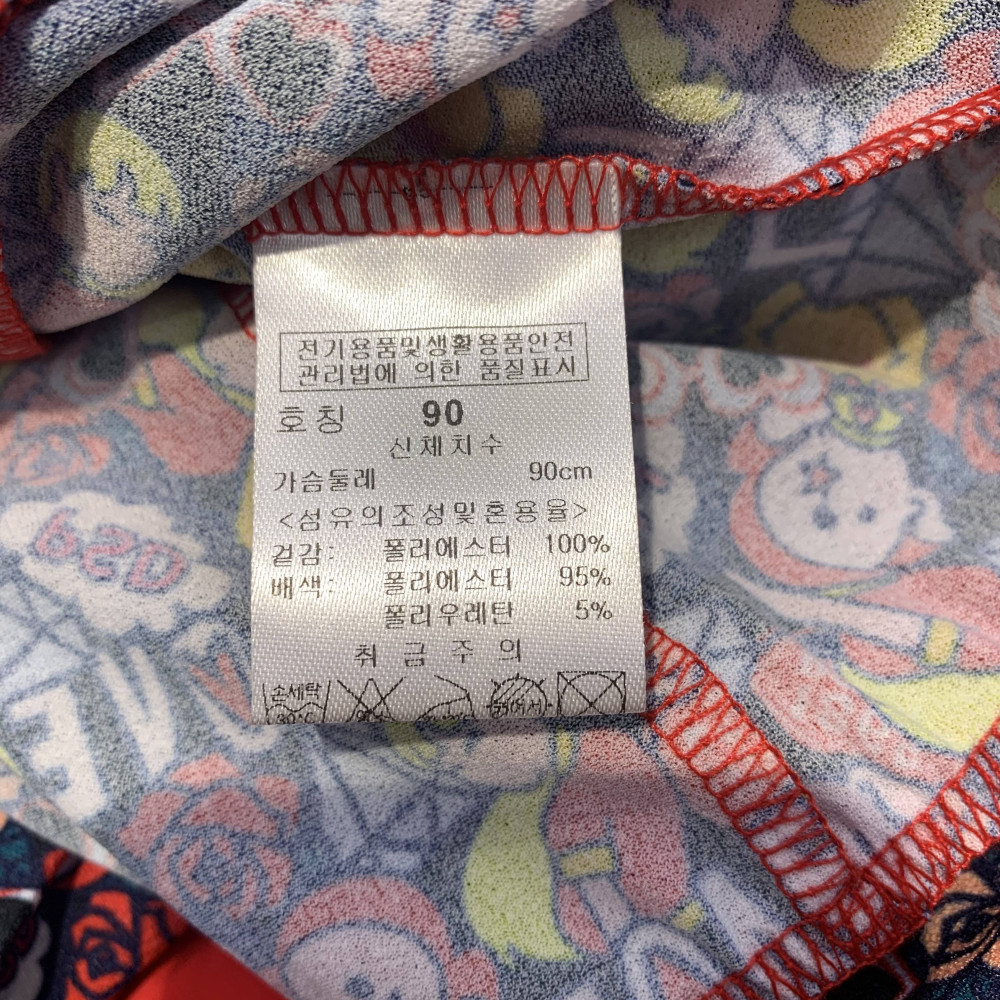 전기용품및생활용품안전
관리법에 의한 품질표시
호칭 90
신체치수
가슴둘레 90cm
<섬유의조성및혼용율>
겉감: 폴리에스터 100%
배색: 폴리에스터 95%
폴리우레탄 5%
취급주의
손세탁
30℃